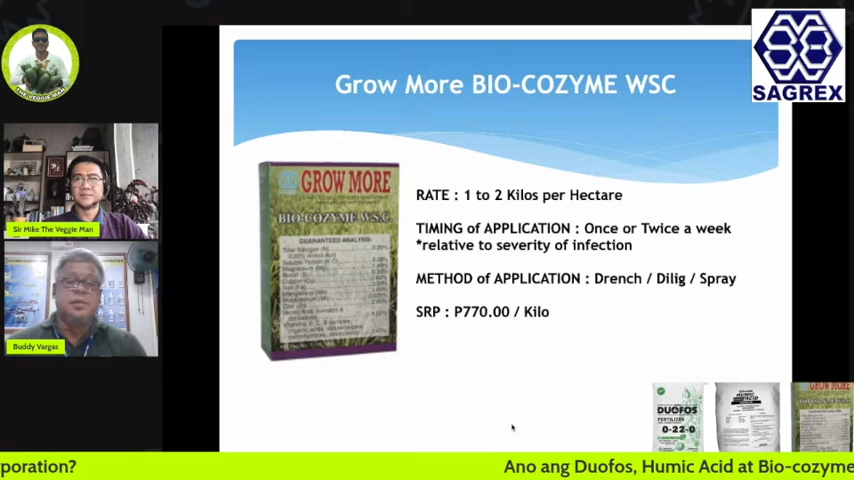 THE VEGGIE MAN
SAGREX
Grow More BIO-COZYME WSC
RATE : 1 to 2 Kilos per Hectare
TIMING of APPLICATION : Once or Twice a week
*relative to severity of infection
METHOD of APPLICATION : Drench / Dilig / Spray
SRP : P770.00 / Kilo
GROW MORE
BIO-COZYME W.S.C.
GUARANTEED ANALYSIS
Sir Mike The Veggie Man
Buddy Vargas
DUOFOS
FERTILIZER
0-22-0
HUMIC
GROW MORE
rporation?
Ano ang Duofos, Humic Acid at Bio-cozyme